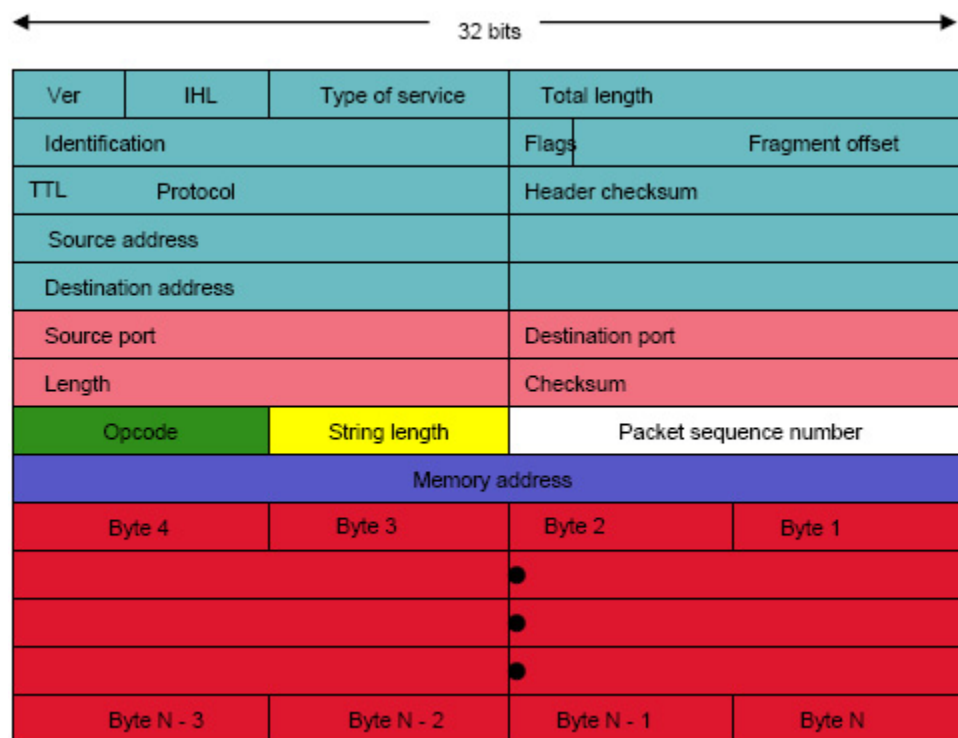 32 bits
Ver IHL Type of service Total length
Identification Flags Fragment offset
TTL Protocol Header checksum
Source address
Destination address
Source port Destination port
Length Checksum
Opcode String length Packet sequence number
Memory address
Byte 4 Byte 3 Byte 2 Byte 1
Byte N - 3 Byte N - 2 Byte N - 1 Byte N